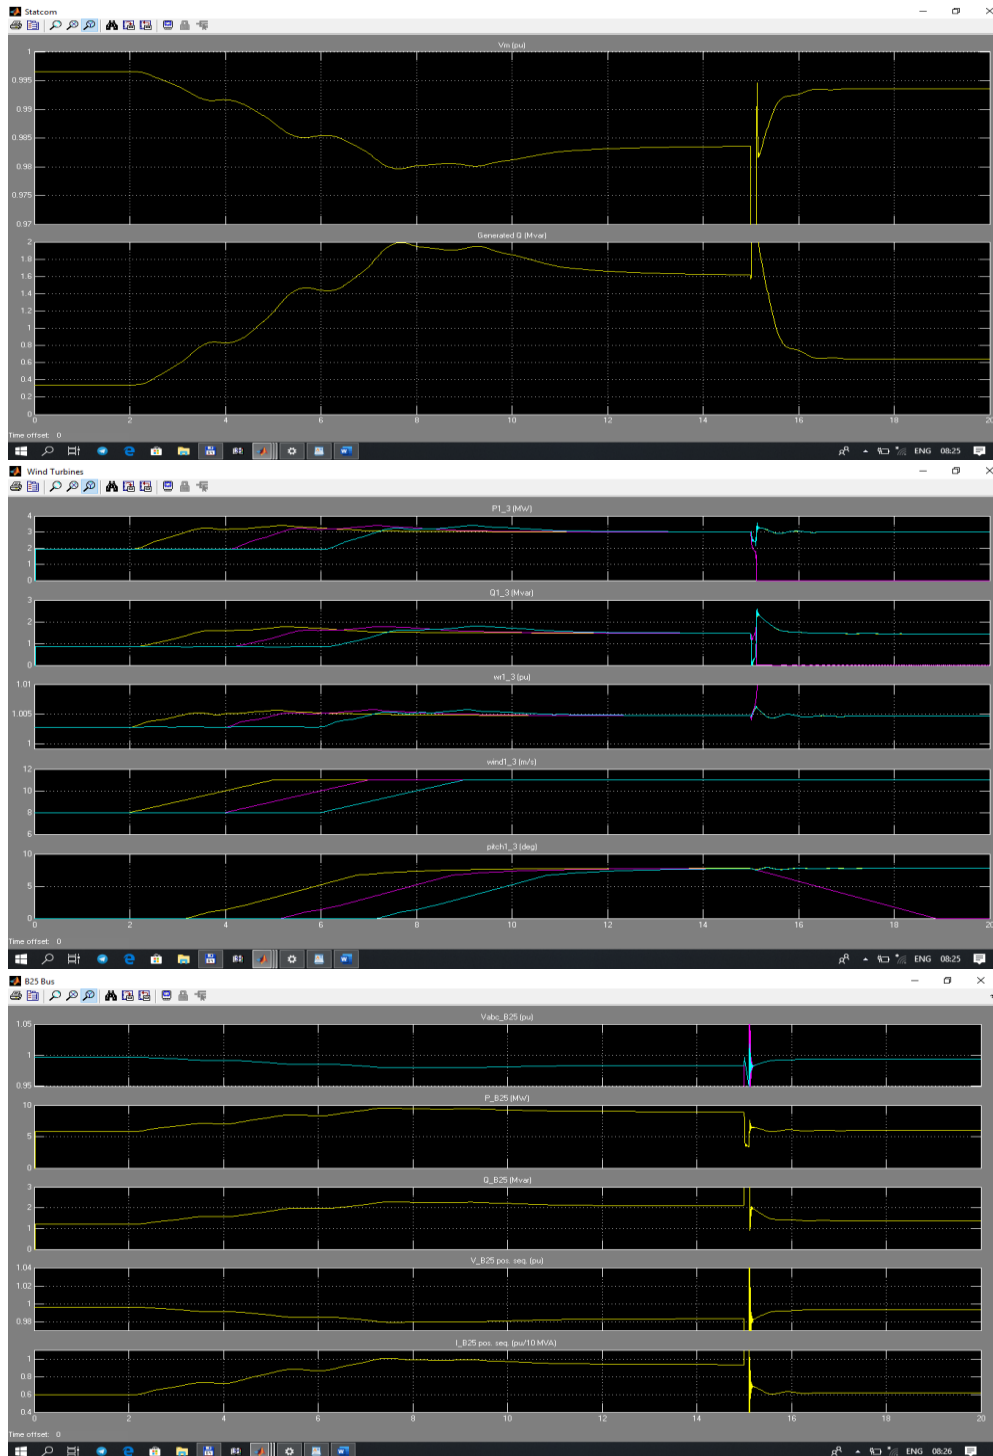 Statcom
Vm (pu)
1
0.995
0.99
0.985
0.98
0.975
0.97
Generated Q (Mvar)
2
1.8
1.6
1.4
1.2
1
0.8
0.6
0.4
0.2
0
0 2 4 6 8 10 12 14 16 18 20
Time offset: 0
ENG 08:25
Wind Turbines
P1_3 (MW)
4
3
2
1
0
Q1_3 (Mvar)
3
2
1
0
wr1_3 (pu)
1.01
1.005
1
wind1_3 (m/s)
12
10
8
6
pitch1_3 (deg)
10
5
0
0 2 4 6 8 10 12 14 16 18 20
Time offset: 0
ENG 08:25
B25 Bus
Vabc_B25 (pu)
1.05
1
0.95
P_B25 (MW)
10
5
0
Q_B25 (Mvar)
3
2
1
0
V_B25 pos. seq. (pu)
1.04
1.02
1
0.98
I_B25 pos. seq. (pu/10 MVA)
1
0.8
0.6
0.4
0 2 4 6 8 10 12 14 16 18 20
Time offset: 0
ENG 08:26